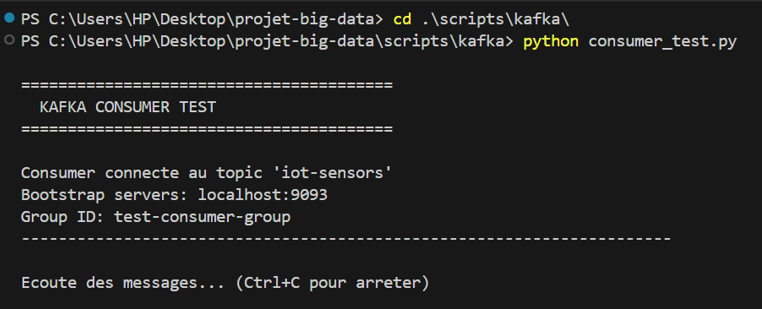 PS C:\Users\HP\Desktop\projet-big-data> cd .\scripts\kafka\
PS C:\Users\HP\Desktop\projet-big-data\scripts\kafka> python consumer_test.py
========================================
KAFKA CONSUMER TEST
========================================
Consumer connecte au topic 'iot-sensors'
Bootstrap servers: localhost:9093
Group ID: test-consumer-group
----------------------------------------------------------------------
Ecoute des messages... (Ctrl+C pour arreter)